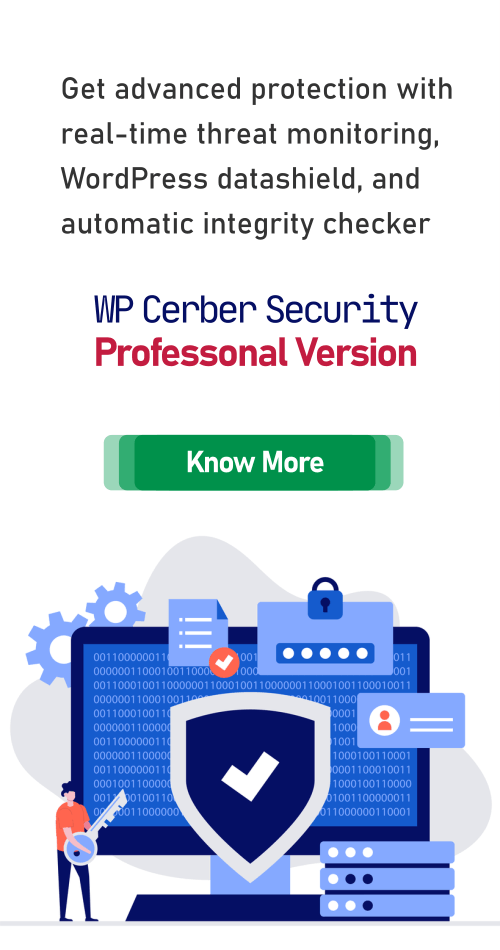 Get advanced protection with
real-time threat monitoring,
WordPress datashield, and
automatic integrity checker
WP Cerber Security
Professonal Version
Know More